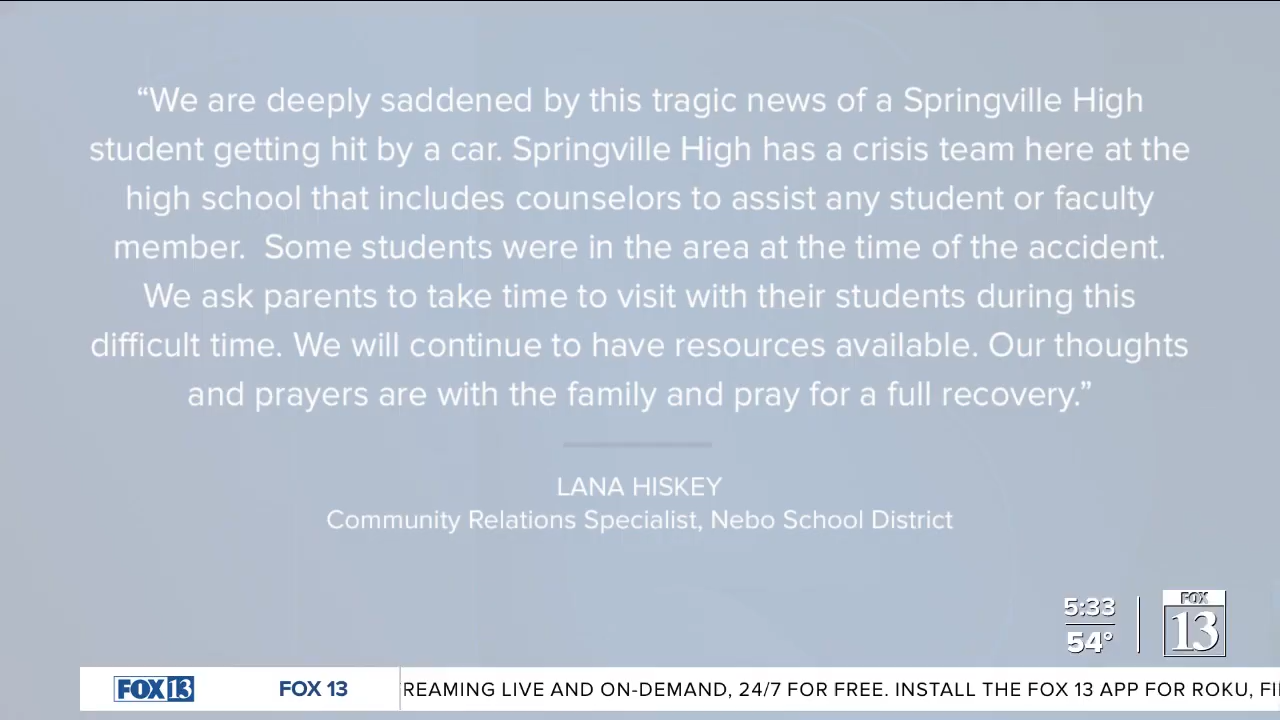 “We are deeply saddened by this tragic news of a Springville High
student getting hit by a car. Springville High has a crisis team here at the
high school that includes counselors to assist any student or faculty
member.  Some students were in the area at the time of the accident.
We ask parents to take time to visit with their students during this
difficult time. We will continue to have resources available. Our thoughts
and prayers are with the family and pray for a full recovery.”
LANA HISKEY
Community Relations Specialist, Nebo School District
5:33
54°
FOX
13
FOX 13
FOX 13
REAMING LIVE AND ON-DEMAND, 24/7 FOR FREE. INSTALL THE FOX 13 APP FOR ROKU,